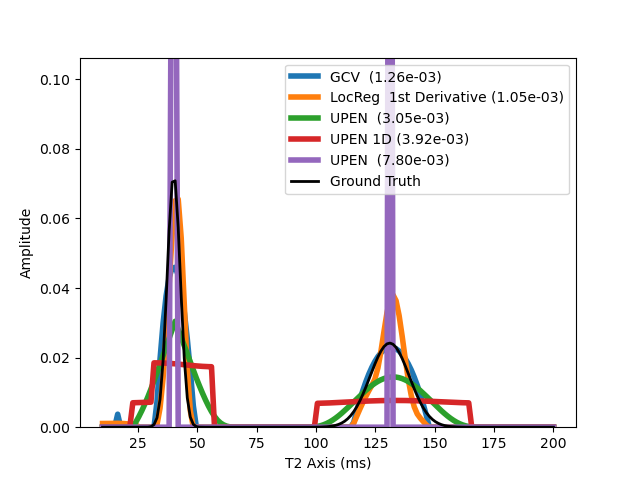 0.10
0.08
0.06
0.04
0.02
0.00
Amplitude
GCV  (1.26e-03)
LocReg  1st Derivative (1.05e-03)
UPEN  (3.05e-03)
UPEN 1D (3.92e-03)
UPEN  (7.80e-03)
Ground Truth
25 50 75 100 125 150 175 200
T2 Axis (ms)